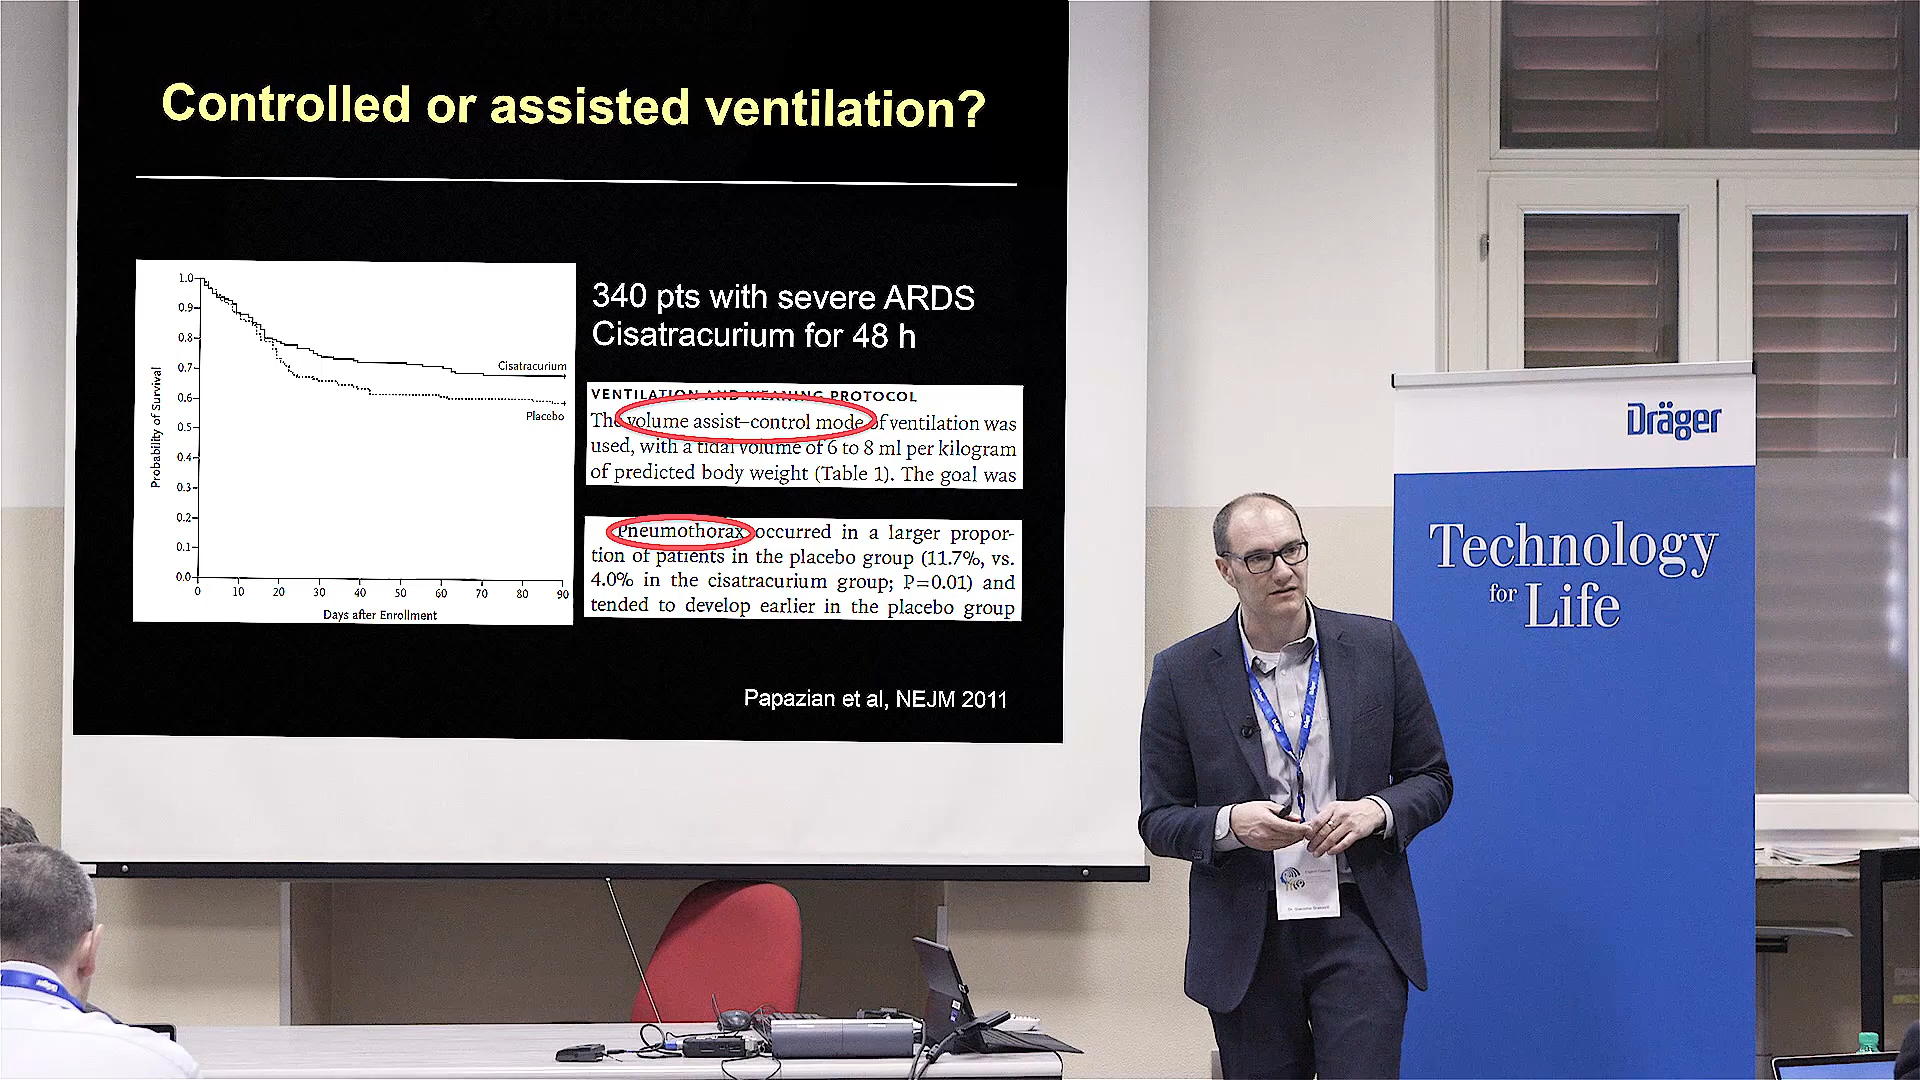 Controlled or assisted ventilation?
1.0
0.9
0.8
0.7
0.6
0.5
0.4
0.3
0.2
0.1
0.0
Probability of Survival
Cisatracurium
Placebo
0 10 20 30 40 50 60 70 80 90
Days after Enrollment
340 pts with severe ARDS
Cisatracurium for 48 h
VENTILATION AND WEANING PROTOCOL
The volume assist–control mode of ventilation was
used, with a tidal volume of 6 to 8 ml per kilogram
of predicted body weight (Table 1). The goal was
Pneumothorax occurred in a larger propor-
tion of patients in the placebo group (11.7%, vs.
4.0% in the cisatracurium group; P=0.01) and
tended to develop earlier in the placebo group
Papazian et al, NEJM 2011
Dräger
Technology
for Life